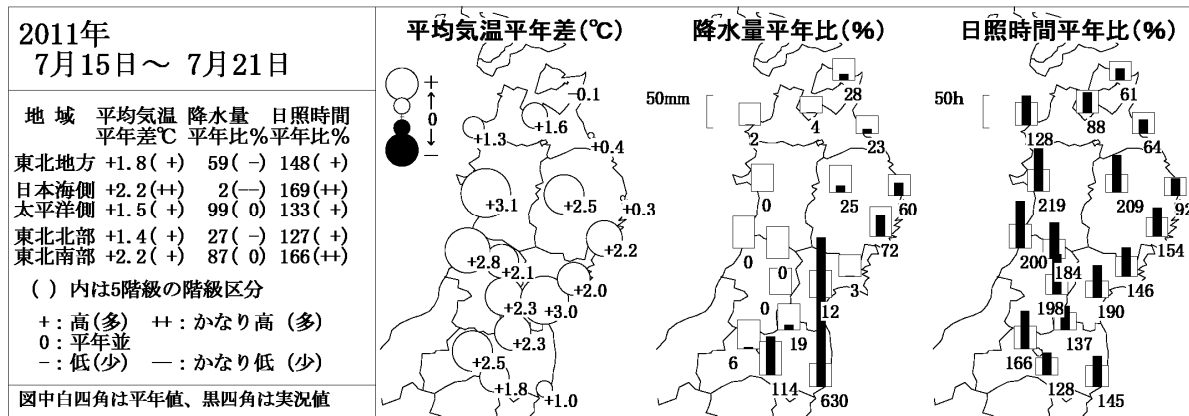 2011年
7月15日～ 7月21日
地 域 平均気温 降水量 日照時間
平年差℃ 平年比% 平年比%
東北地方 +1.8( +) 59( -) 148( +)
日本海側 +2.2(++) 2(--) 169(++)
太平洋側 +1.5( +) 99( 0) 133( +)
東北北部 +1.4( +) 27( -) 127( +)
東北南部 +2.2( +) 87( 0) 166(++)
( ) 内は5階級の階級区分
+：高(多) ++：かなり高 (多)
0：平年並
-：低(少) --：かなり低 (少)
図中白四角は平年値、黒四角は実況値
平均気温平年差(℃)
+
0
-
-0.1
+1.6
+1.3
+0.4
+3.1
+2.5
+0.3
+2.2
+2.8
+2.1
+2.0
+2.3
+3.0
+2.3
+2.5
+1.8
+1.0
降水量平年比(%)
50mm
28
2
4
23
0
25
60
72
0
0
3
0
12
19
6
114
630
日照時間平年比(%)
50h
61
128
88
64
219
209
92
154
200
184
146
198
190
137
166
128
145